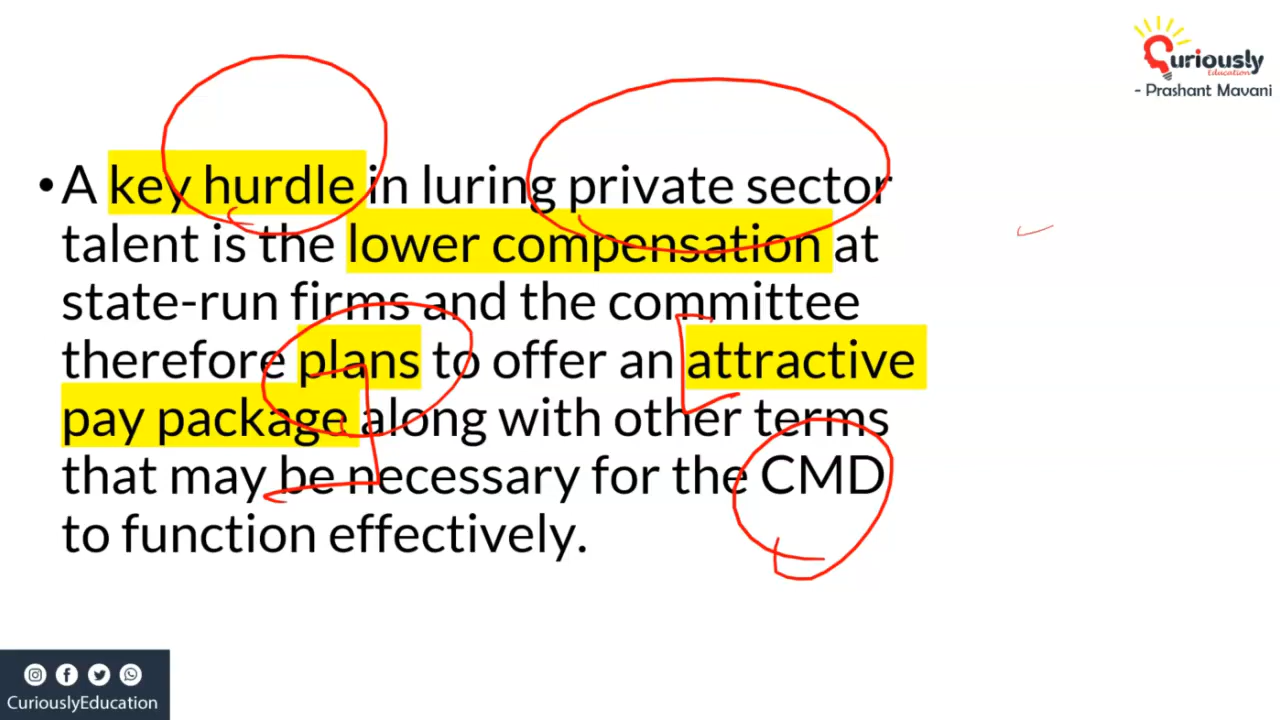 Curiously
Education
- Prashant Mavani
•A key hurdle in luring private sector
talent is the lower compensation at
state-run firms and the committee
therefore plans to offer an attractive
pay package along with other terms
that may be necessary for the CMD
to function effectively.
CuriouslyEducation